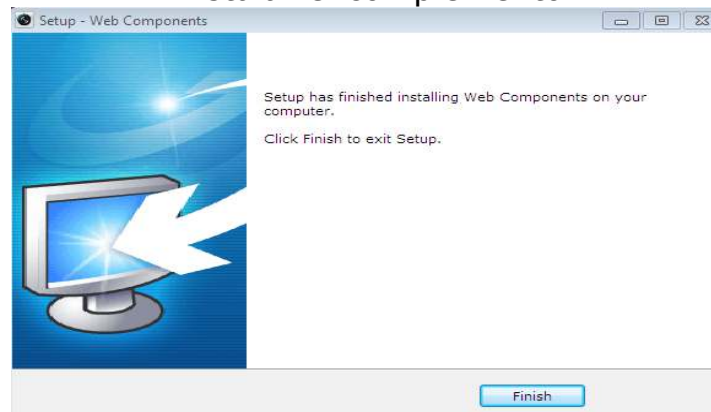 Setup - Web Components
Setup has finished installing Web Components on your
computer.
Click Finish to exit Setup.
Finish